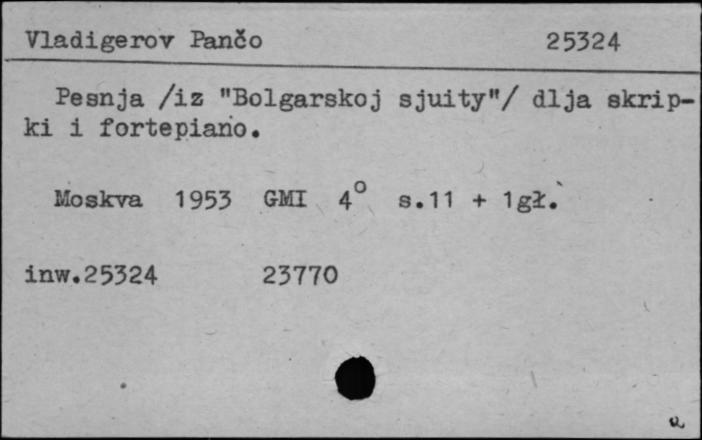 Vladigerov Pančo 25324
Pesnja /iz "Bolgarskoj sjuity"/ dlja skrip-
ki i fortepiano.
Moskva 1953 GMI 4° s.11 + 1gł.
inw.25324 23770